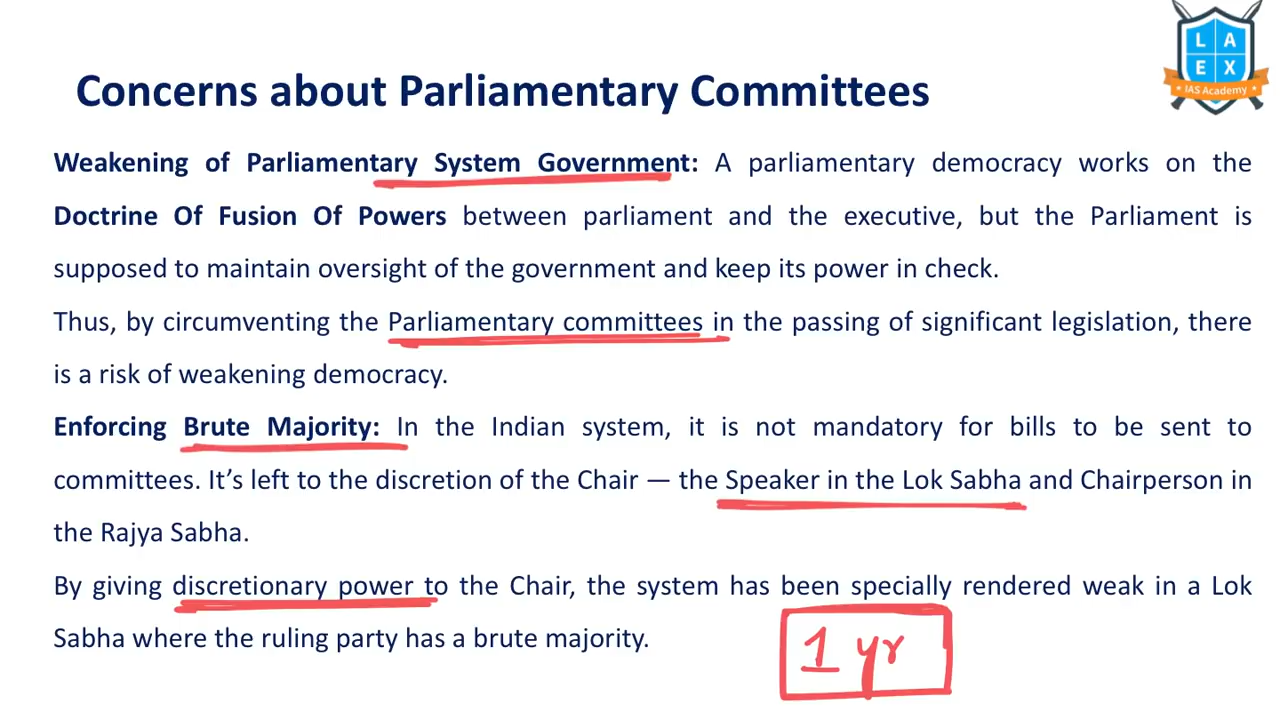 L A
E X
IAS Academy
Concerns about Parliamentary Committees
Weakening of Parliamentary System Government: A parliamentary democracy works on the
Doctrine Of Fusion Of Powers between parliament and the executive, but the Parliament is
supposed to maintain oversight of the government and keep its power in check.
Thus, by circumventing the Parliamentary committees in the passing of significant legislation, there
is a risk of weakening democracy.
Enforcing Brute Majority: In the Indian system, it is not mandatory for bills to be sent to
committees. It’s left to the discretion of the Chair — the Speaker in the Lok Sabha and Chairperson in
the Rajya Sabha.
By giving discretionary power to the Chair, the system has been specially rendered weak in a Lok
Sabha where the ruling party has a brute majority.
1 yr